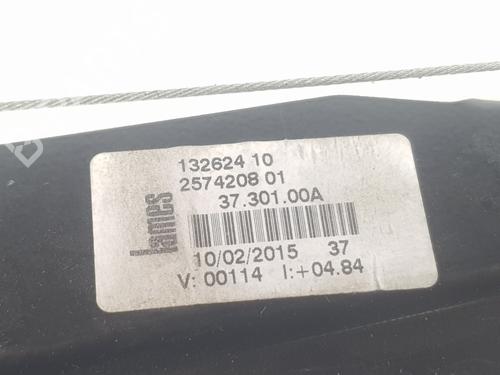 132624 10
2574208 01
37.301.00A
lames
10/02/2015 37
V: 00114 I:+04.84